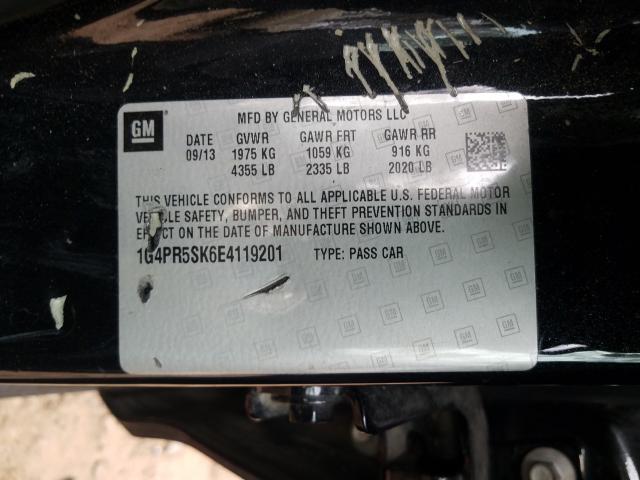 GM
MFD BY GENERAL MOTORS LLC
DATE GVWR GAWR FRT GAWR RR
09/13 1975 KG 1059 KG 916 KG
4355 LB 2335 LB 2020 LB
THIS VEHICLE CONFORMS TO ALL APPLICABLE U.S. FEDERAL MOTOR
VEHICLE SAFETY, BUMPER, AND THEFT PREVENTION STANDARDS IN
EFFECT ON THE DATE OF MANUFACTURE SHOWN ABOVE.
1G4PR5SK6E4119201 TYPE: PASS CAR